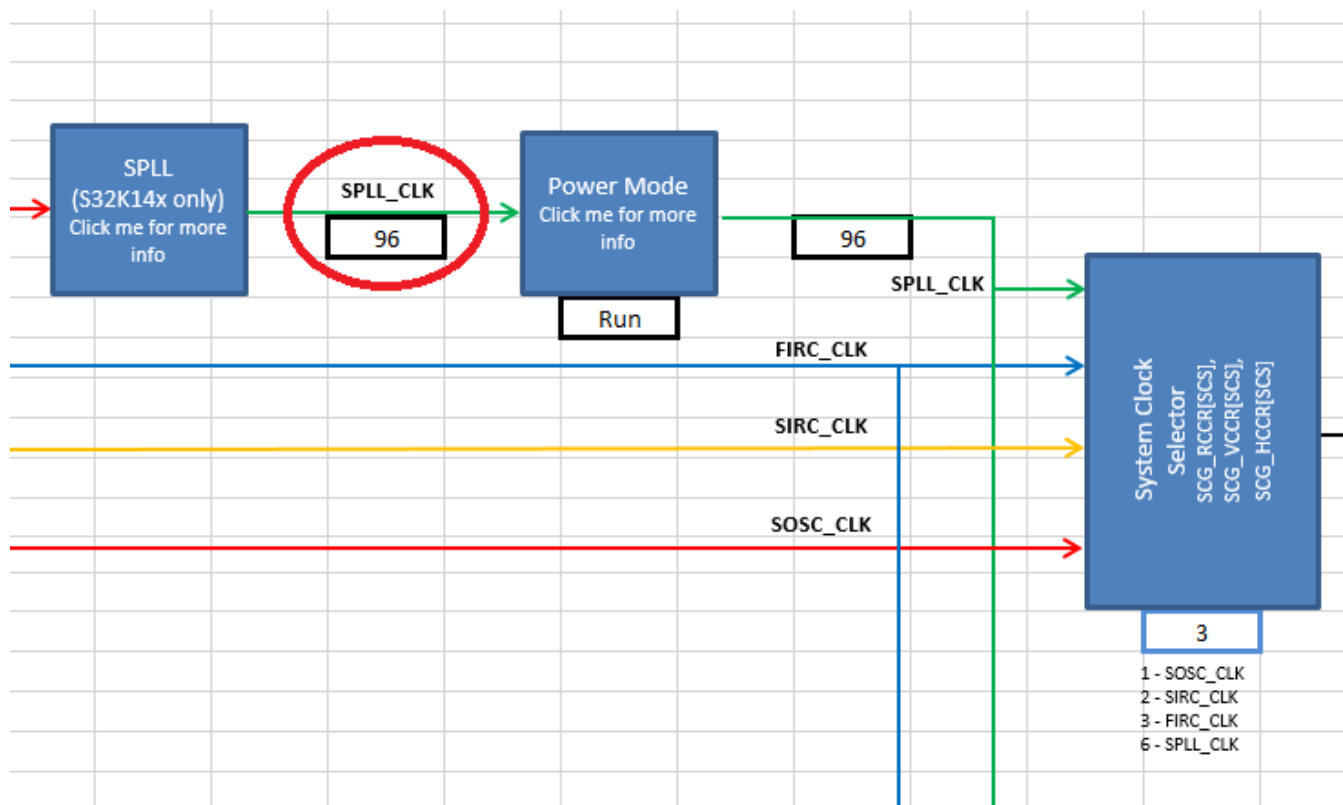 SPLL
(S32K14x only)
Click me for more
info
SPLL_CLK
96
Power Mode
Click me for more
info
Run
96
SPLL_CLK
FIRC_CLK
SIRC_CLK
SOSC_CLK
System Clock
Selector
SCG_RCCR[SCS],
SCG_VCCR[SCS],
SCG_HCCR[SCS]
3
1 - SOSC_CLK
2 - SIRC_CLK
3 - FIRC_CLK
6 - SPLL_CLK